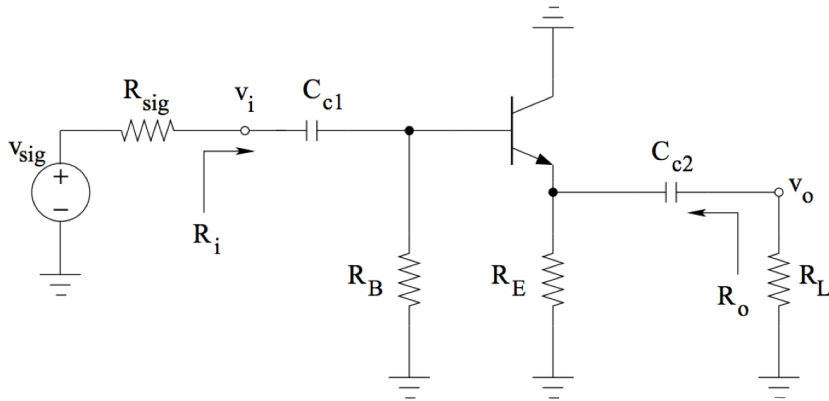 R_sig
v_i
C_c1
v_sig
+
−
R_i
C_c2
v_o
R_B
R_E
R_o
R_L